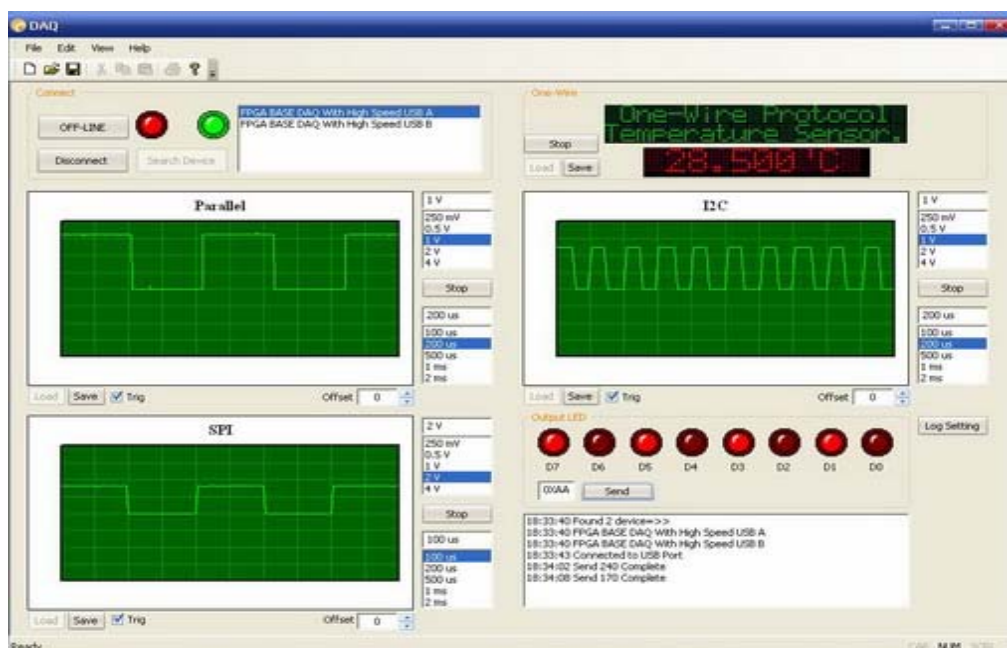 DAQ
File Edit View Help
Connect
OFF-LINE
Disconnect
Search Device
FPGA BASE DAQ With High Speed USB A
FPGA BASE DAQ With High Speed USB B
One-Wire
Stop
Load Save
One-Wire Protocol
Temperature Sensor.
28.500'C
Parallel
1 V
250 mV
0.5 V
1 V
2 V
4 V
Stop
200 us
100 us
200 us
500 us
1 ms
2 ms
Load Save Trig Offset 0
I2C
1 V
250 mV
0.5 V
1 V
2 V
4 V
Stop
200 us
100 us
200 us
500 us
1 ms
2 ms
Load Save Trig Offset 0
SPI
2 V
250 mV
0.5 V
1 V
2 V
4 V
Stop
100 us
100 us
200 us
500 us
1 ms
2 ms
Load Save Trig Offset 0
Output LED
D7 D6 D5 D4 D3 D2 D1 D0
0XAA Send
Log Setting
18:33:40 Found 2 device=>>
18:33:40 FPGA BASE DAQ With High Speed USB A
18:33:40 FPGA BASE DAQ With High Speed USB B
18:33:43 Connected to USB Port
18:34:02 Send 240 Complete
18:34:08 Send 170 Complete
Ready
CAP NUM SCRL